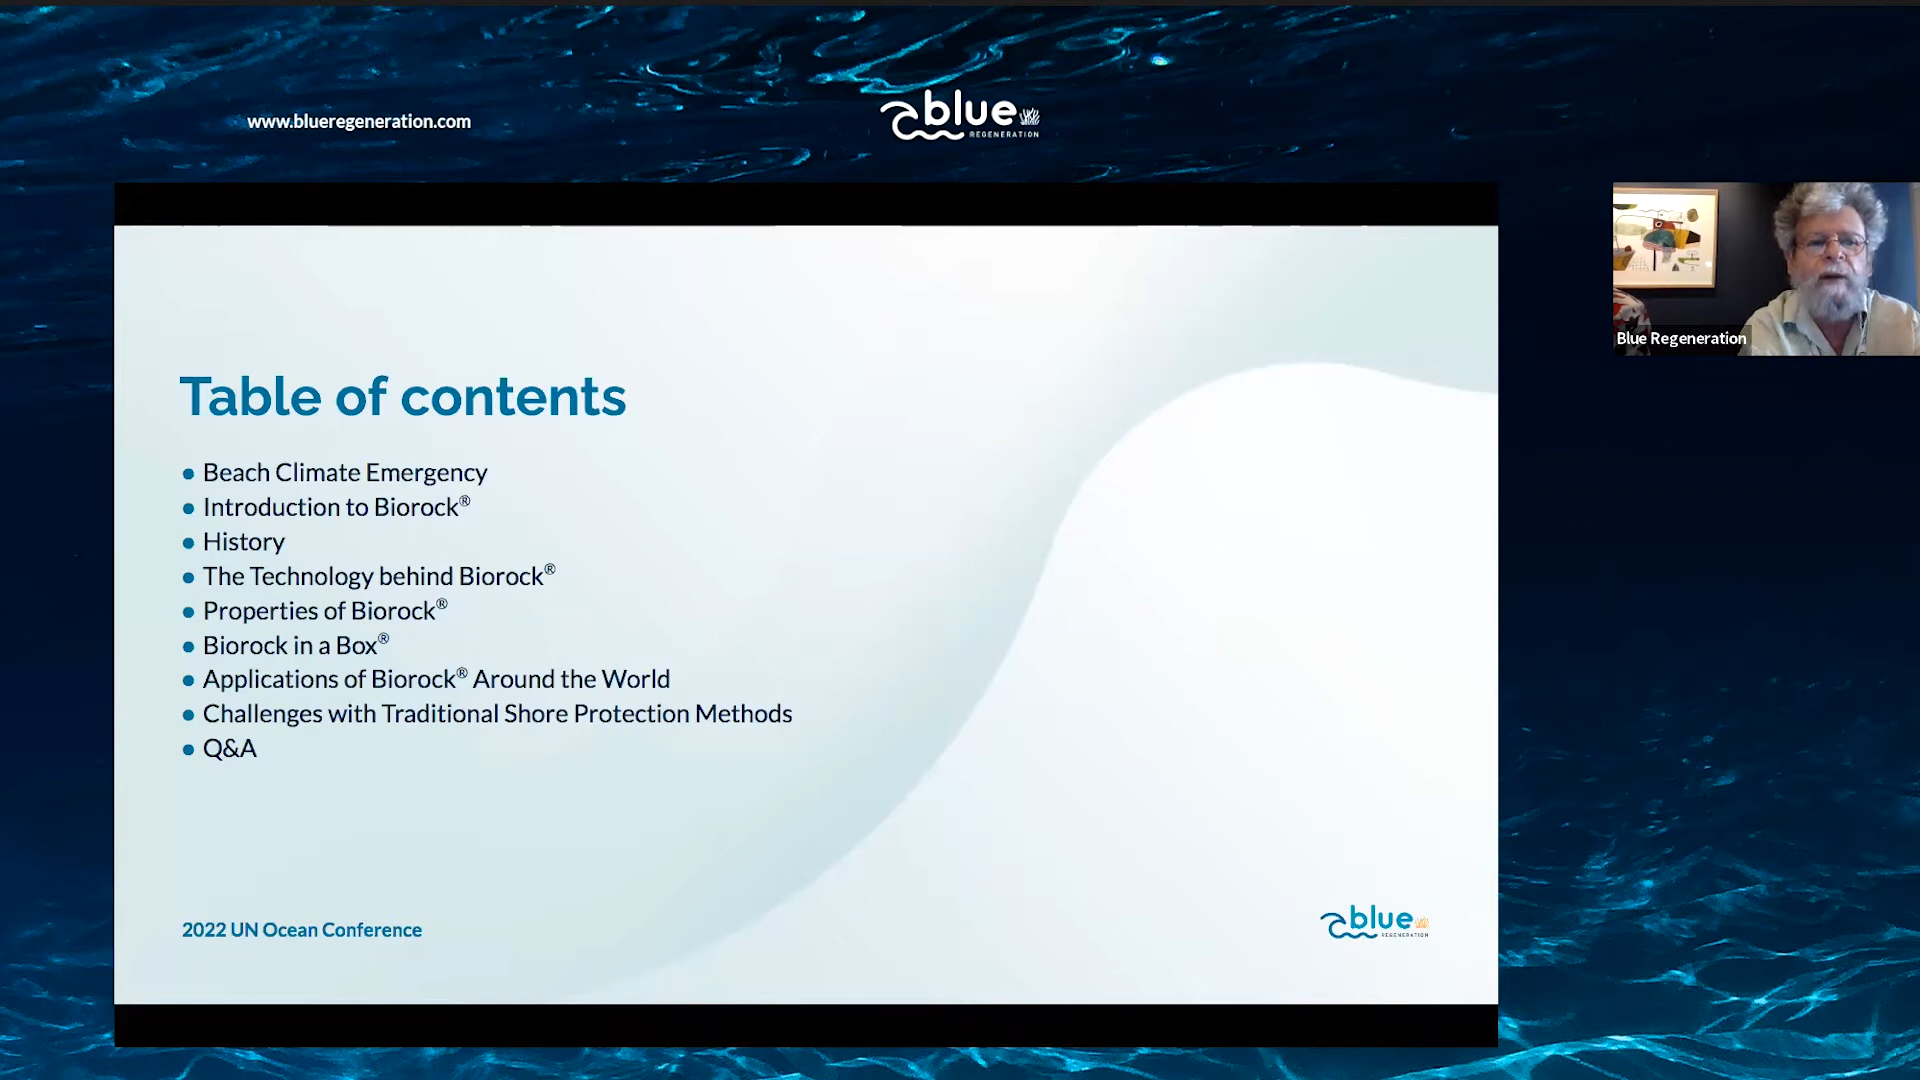 www.blueregeneration.com
blue
REGENERATION
Blue Regeneration
Table of contents
• Beach Climate Emergency
• Introduction to Biorock®
• History
• The Technology behind Biorock®
• Properties of Biorock®
• Biorock in a Box®
• Applications of Biorock® Around the World
• Challenges with Traditional Shore Protection Methods
• Q&A
2022 UN Ocean Conference
blue
REGENERATION